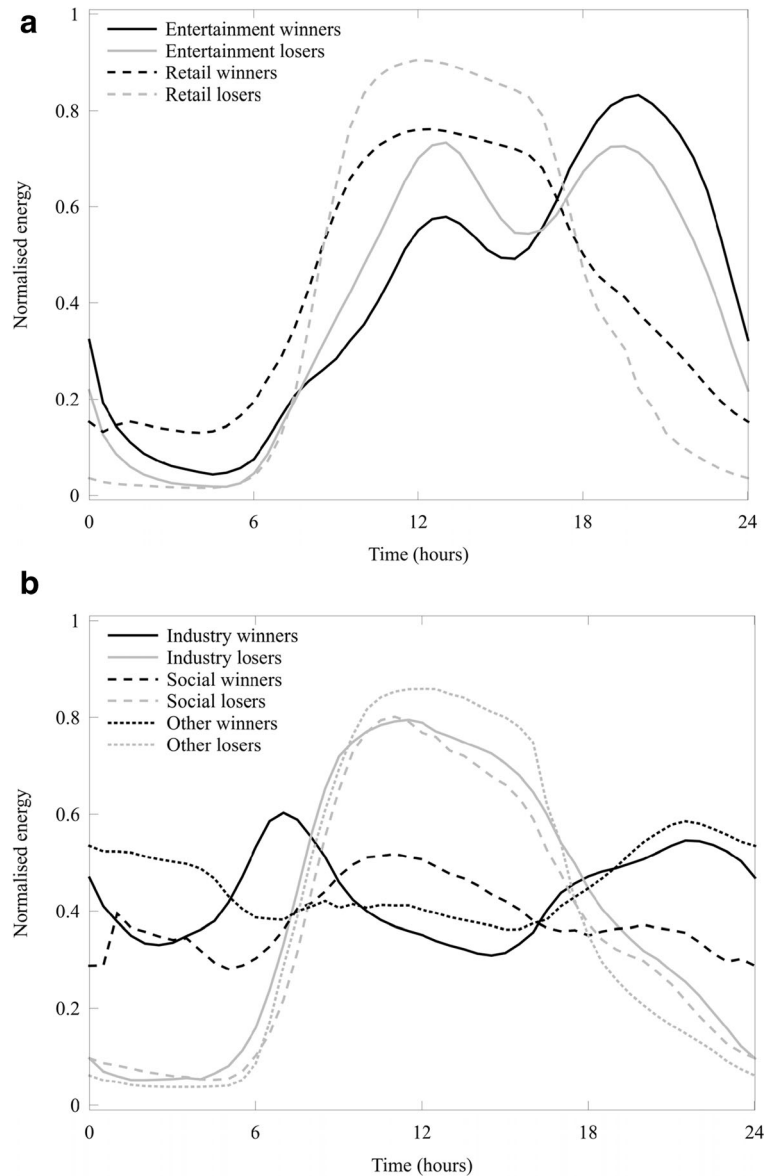 a
1
Entertainment winners
Entertainment losers
Retail winners
Retail losers
0.8
0.6
0.4
0.2
0
Normalised energy
0 6 12 18 24
Time (hours)
b
1
Industry winners
Industry losers
Social winners
Social losers
Other winners
Other losers
0.8
0.6
0.4
0.2
0
Normalised energy
0 6 12 18 24
Time (hours)